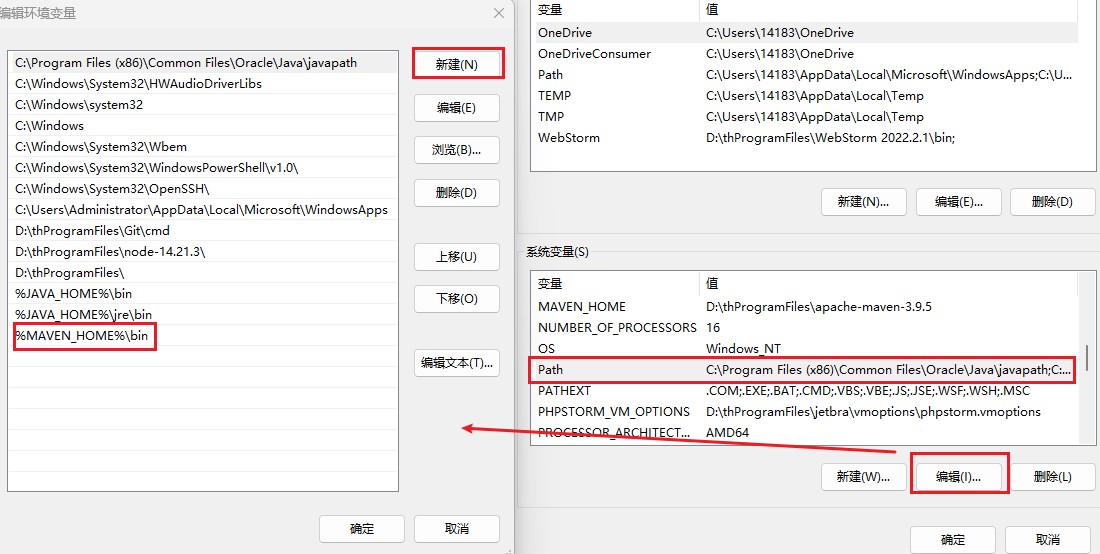 编辑环境变量
C:\Program Files (x86)\Common Files\Oracle\Java\javapath
C:\Windows\System32\HWAudioDriverLibs
C:\Windows\system32
C:\Windows
C:\Windows\System32\Wbem
C:\Windows\System32\WindowsPowerShell\v1.0\
C:\Windows\System32\OpenSSH\
C:\Users\Administrator\AppData\Local\Microsoft\WindowsApps
D:\thProgramFiles\Git\cmd
D:\thProgramFiles\node-14.21.3\
D:\thProgramFiles\
%JAVA_HOME%\bin
%JAVA_HOME%\jre\bin
%MAVEN_HOME%\bin
新建(N)
编辑(E)
浏览(B)...
删除(D)
上移(U)
下移(O)
编辑文本(T)...
确定 取消
变量 值
OneDrive C:\Users\14183\OneDrive
OneDriveConsumer C:\Users\14183\OneDrive
Path C:\Users\14183\AppData\Local\Microsoft\WindowsApps;C:\U...
TEMP C:\Users\14183\AppData\Local\Temp
TMP C:\Users\14183\AppData\Local\Temp
WebStorm D:\thProgramFiles\WebStorm 2022.2.1\bin;
新建(N)... 编辑(E)... 删除(D)
系统变量(S)
变量 值
MAVEN_HOME D:\thProgramFiles\apache-maven-3.9.5
NUMBER_OF_PROCESSORS 16
OS Windows_NT
Path C:\Program Files (x86)\Common Files\Oracle\Java\javapath;C:...
PATHEXT .COM;.EXE;.BAT;.CMD;.VBS;.VBE;.JS;.JSE;.WSF;.WSH;.MSC
PHPSTORM_VM_OPTIONS D:\thProgramFiles\jetbra\vmoptions\phpstorm.vmoptions
PROCESSOR_ARCHITECT... AMD64
新建(W)... 编辑(I)... 删除(L)
确定 取消